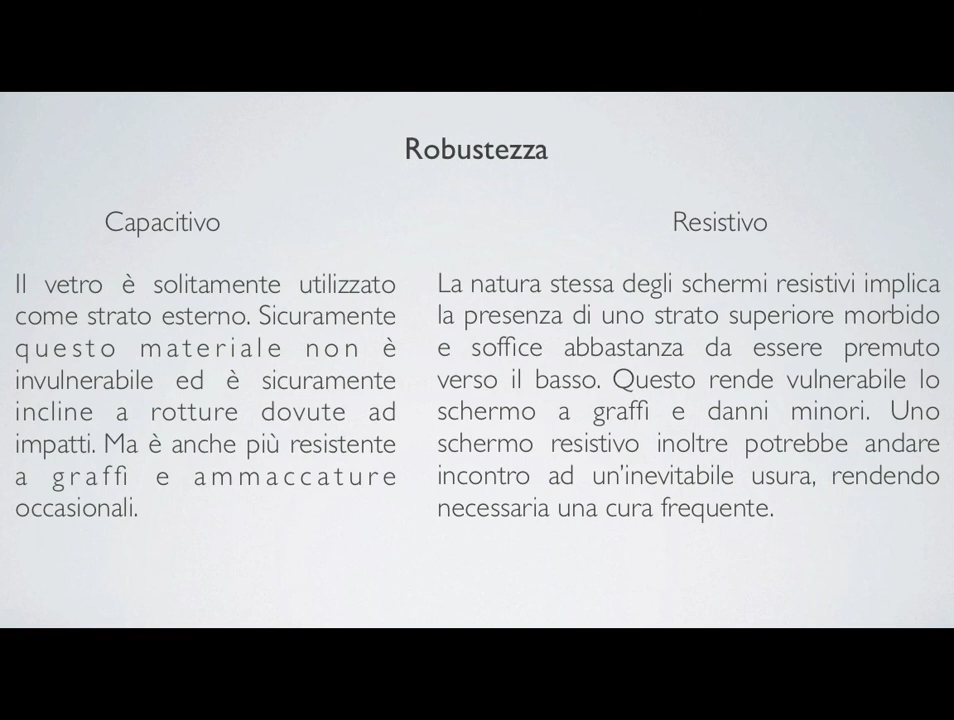 Robustezza
Capacitivo
Il vetro è solitamente utilizzato
come strato esterno. Sicuramente
questo materiale non è
invulnerabile ed è sicuramente
incline a rotture dovute ad
impatti. Ma è anche più resistente
a graffi e ammaccature
occasionali.
Resistivo
La natura stessa degli schermi resistivi implica
la presenza di uno strato superiore morbido
e soffice abbastanza da essere premuto
verso il basso. Questo rende vulnerabile lo
schermo a graffi e danni minori. Uno
schermo resistivo inoltre potrebbe andare
incontro ad un'inevitabile usura, rendendo
necessaria una cura frequente.